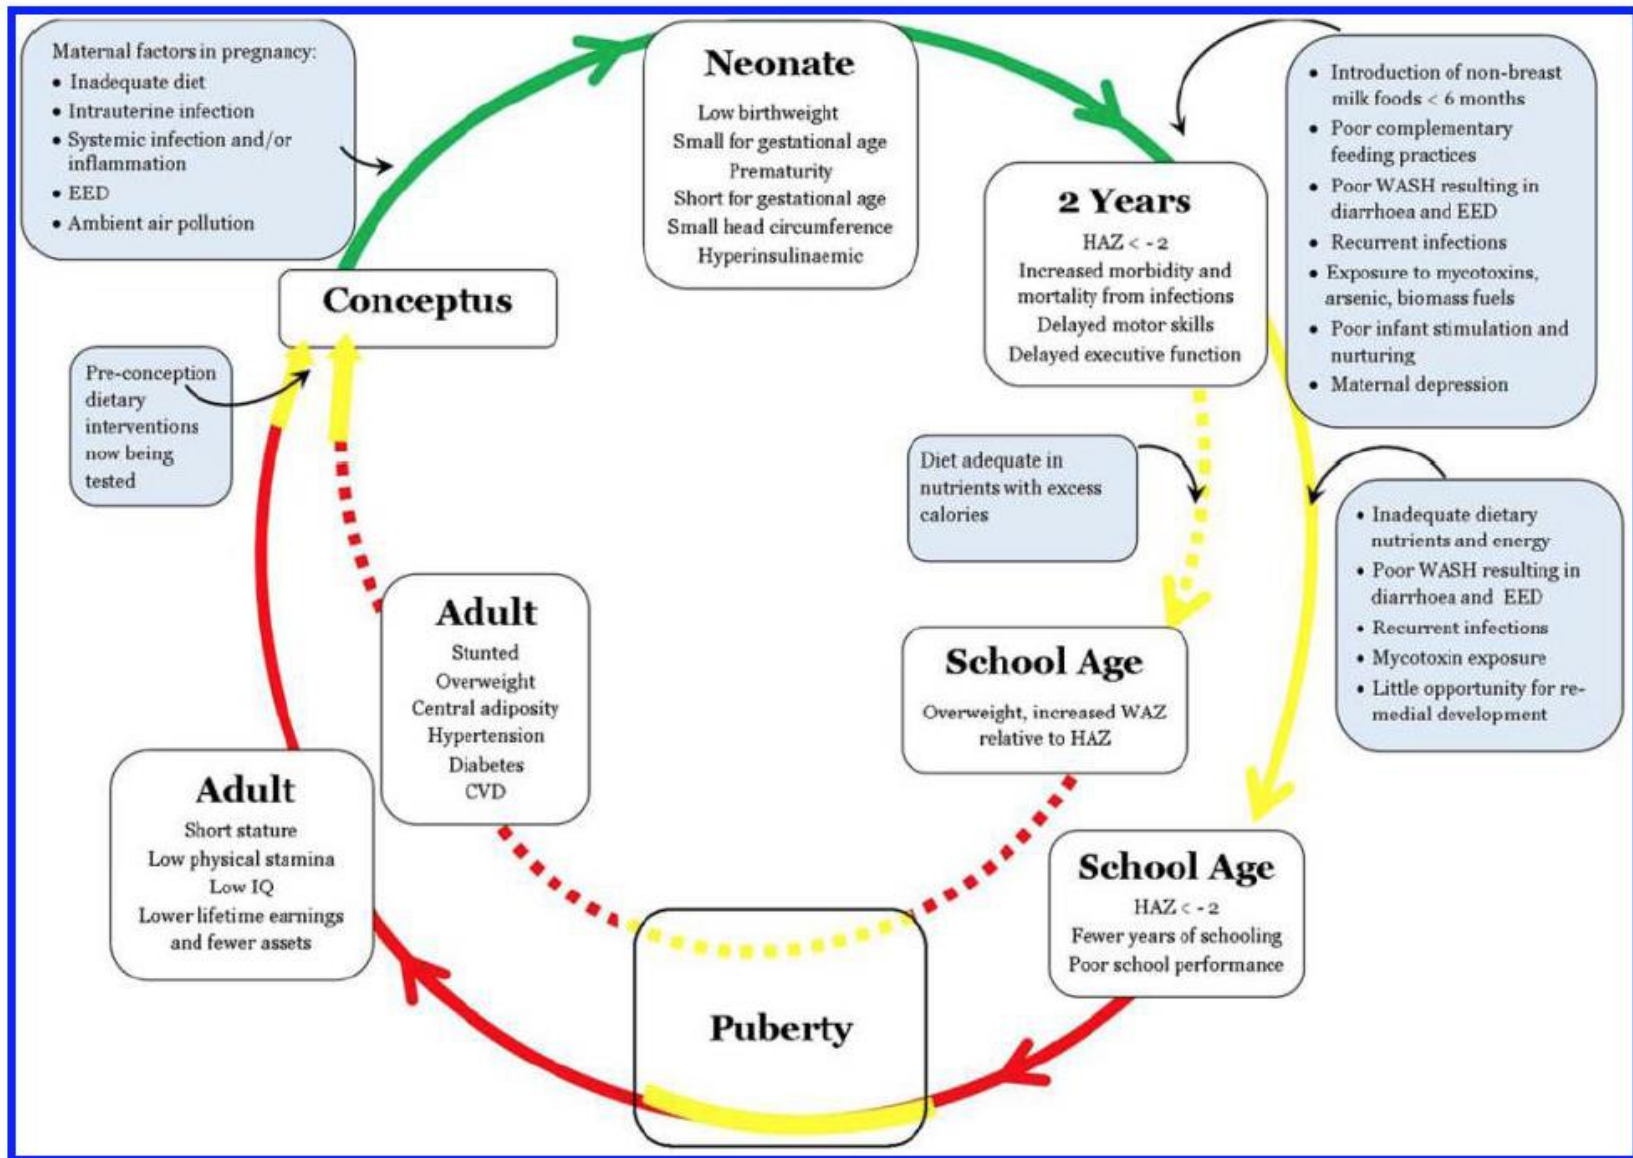 Maternal factors in pregnancy:
• Inadequate diet
• Intrauterine infection
• Systemic infection and/or
inflammation
• EED
• Ambient air pollution
Neonate
Low birthweight
Small for gestational age
Prematurity
Short for gestational age
Small head circumference
Hyperinsulinaemic
• Introduction of non-breast
milk foods < 6 months
• Poor complementary
feeding practices
• Poor WASH resulting in
diarrhoea and EED
• Recurrent infections
• Exposure to mycotoxins,
arsenic, biomass fuels
• Poor infant stimulation and
nurturing
• Maternal depression
2 Years
HAZ < - 2
Increased morbidity and
mortality from infections
Delayed motor skills
Delayed executive function
Conceptus
Pre-conception
dietary
interventions
now being
tested
Diet adequate in
nutrients with excess
calories
• Inadequate dietary
nutrients and energy
• Poor WASH resulting in
diarrhoea and EED
• Recurrent infections
• Mycotoxin exposure
• Little opportunity for re-
medial development
Adult
Stunted
Overweight
Central adiposity
Hypertension
Diabetes
CVD
School Age
Overweight, increased WAZ
relative to HAZ
Adult
Short stature
Low physical stamina
Low IQ
Lower lifetime earnings
and fewer assets
School Age
HAZ < - 2
Fewer years of schooling
Poor school performance
Puberty